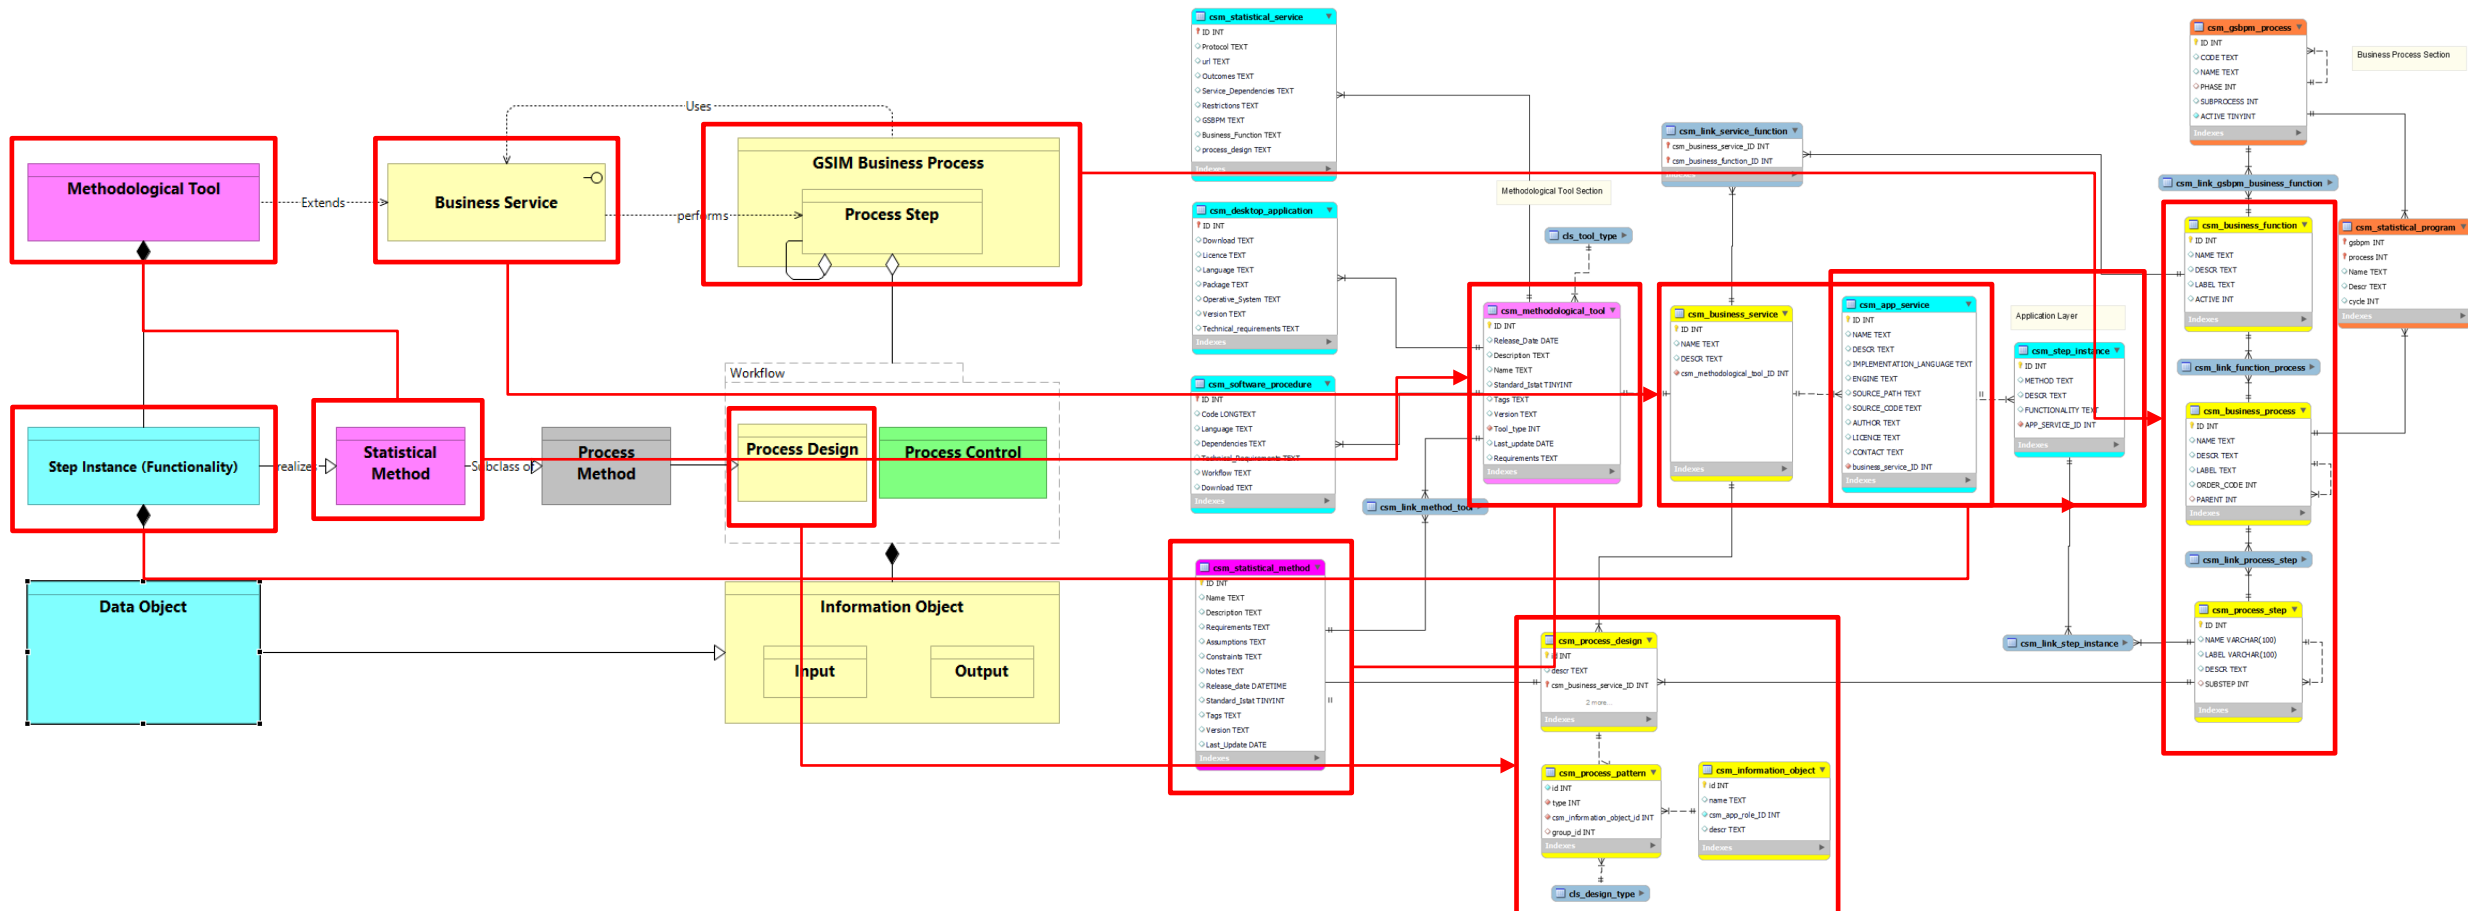 Uses
Methodological Tool
Extends
Business Service
performs
GSIM Business Process
Process Step
Workflow
Step Instance (Functionality)
realizes
Statistical
Method
Subclass of
Process
Method
Process Design
Process Control
Data Object
Information Object
Input
Output
csm_statistical_service
ID INT
Protocol TEXT
url TEXT
Outcomes TEXT
Service_Dependencies TEXT
Restrictions TEXT
GSBPM TEXT
Business_Function TEXT
process_design TEXT
Indexes
csm_desktop_application
ID INT
Download TEXT
Licence TEXT
Language TEXT
Package TEXT
Operative_System TEXT
Version TEXT
Technical_requirements TEXT
Indexes
csm_software_procedure
ID INT
Code LONGTEXT
Language TEXT
Dependencies TEXT
Technical_Requirements TEXT
Workflow TEXT
Download TEXT
Indexes
csm_statistical_method
ID INT
Name TEXT
Description TEXT
Requirements TEXT
Assumptions TEXT
Constraints TEXT
Notes TEXT
Release_date DATETIME
Standard_Istat TINYINT
Tags TEXT
Version TEXT
Last_Update DATE
Indexes
csm_link_method_tool
Methodological Tool Section
cls_tool_type
csm_methodological_tool
ID INT
Release_Date DATE
Description TEXT
Name TEXT
Standard_Istat TINYINT
Tags TEXT
Version TEXT
Tool_type INT
Last_update DATE
Requirements TEXT
Indexes
csm_link_service_function
csm_business_service_ID INT
csm_business_function_ID INT
Indexes
csm_business_service
ID INT
NAME TEXT
DESCR TEXT
csm_methodological_tool_ID INT
Indexes
csm_app_service
ID INT
NAME TEXT
DESCR TEXT
IMPLEMENTATION_LANGUAGE TEXT
ENGINE TEXT
SOURCE_PATH TEXT
SOURCE_CODE TEXT
AUTHOR TEXT
LICENCE TEXT
CONTACT TEXT
business_service_ID INT
Indexes
Application Layer
csm_step_instance
ID INT
METHOD TEXT
DESCR TEXT
FUNCTIONALITY TEXT
APP_SERVICE_ID INT
Indexes
csm_link_step_instance
csm_process_design
id INT
descr TEXT
csm_business_service_ID INT
2 more...
Indexes
csm_process_pattern
id INT
type INT
csm_information_object_id INT
group_id INT
Indexes
cls_design_type
csm_information_object
id INT
name TEXT
csm_app_role_ID INT
descr TEXT
Indexes
csm_gsbpm_process
ID INT
CODE TEXT
NAME TEXT
PHASE INT
SUBPROCESS INT
ACTIVE TINYINT
Indexes
Business Process Section
csm_link_gsbpm_business_function
csm_business_function
ID INT
NAME TEXT
DESCR TEXT
LABEL TEXT
ACTIVE INT
Indexes
csm_statistical_program
gsbpm INT
process INT
Name TEXT
Descr TEXT
cycle INT
Indexes
csm_link_function_process
csm_business_process
ID INT
NAME TEXT
DESCR TEXT
LABEL TEXT
ORDER_CODE INT
PARENT INT
Indexes
csm_link_process_step
csm_process_step
ID INT
NAME VARCHAR(100)
LABEL VARCHAR(100)
DESCR TEXT
SUBSTEP INT
Indexes